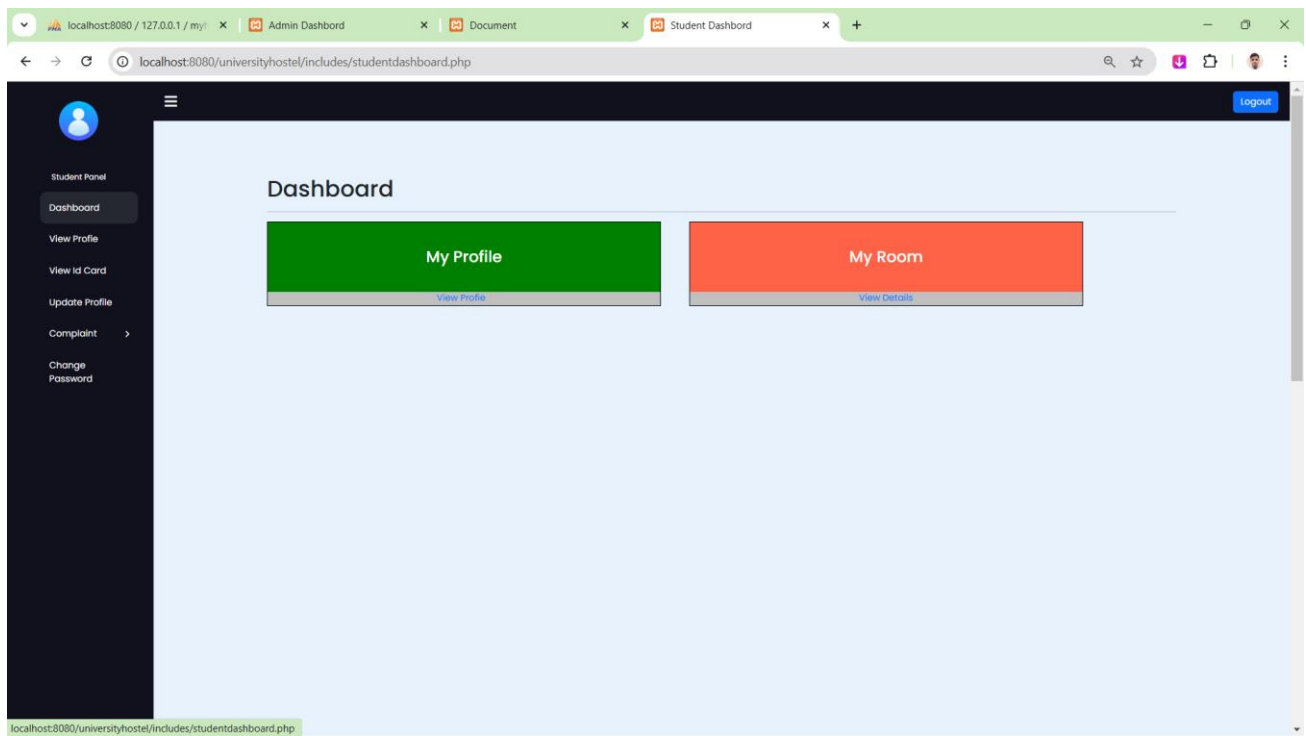 localhost:8080 / 127.0.0.1 / my
Admin Dashbord
Document
Student Dashbord
localhost:8080/universityhostel/includes/studentdashboard.php
Logout
Student Panel
Dashboard
View Profie
View Id Card
Update Profile
Complaint
Change
Password
Dashboard
My Profile
View Profie
My Room
View Details
localhost:8080/universityhostel/includes/studentdashboard.php